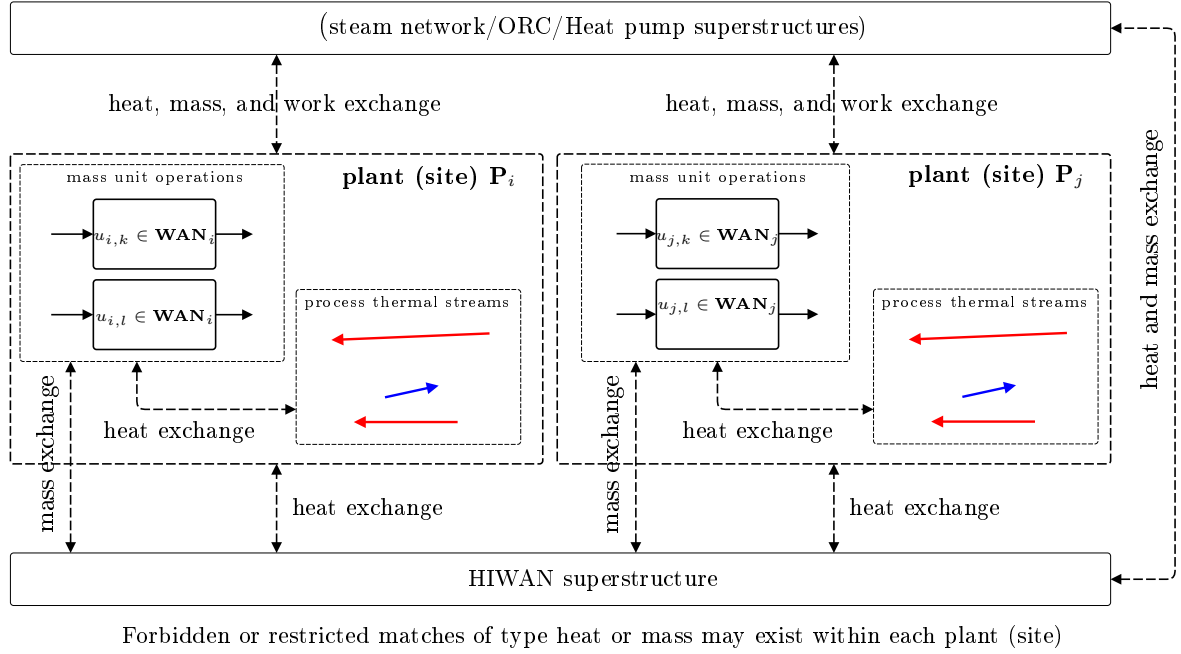 (steam network/ORC/Heat pump superstructures)
heat, mass, and work exchange
heat, mass, and work exchange
heat and mass exchange
plant (site) P_i
mass unit operations
u_{i,k} ∈ WAN_i
u_{i,l} ∈ WAN_i
process thermal streams
mass exchange
heat exchange
heat exchange
plant (site) P_j
mass unit operations
u_{j,k} ∈ WAN_j
u_{j,l} ∈ WAN_j
process thermal streams
mass exchange
heat exchange
heat exchange
HIWAN superstructure
Forbidden or restricted matches of type heat or mass may exist within each plant (site)